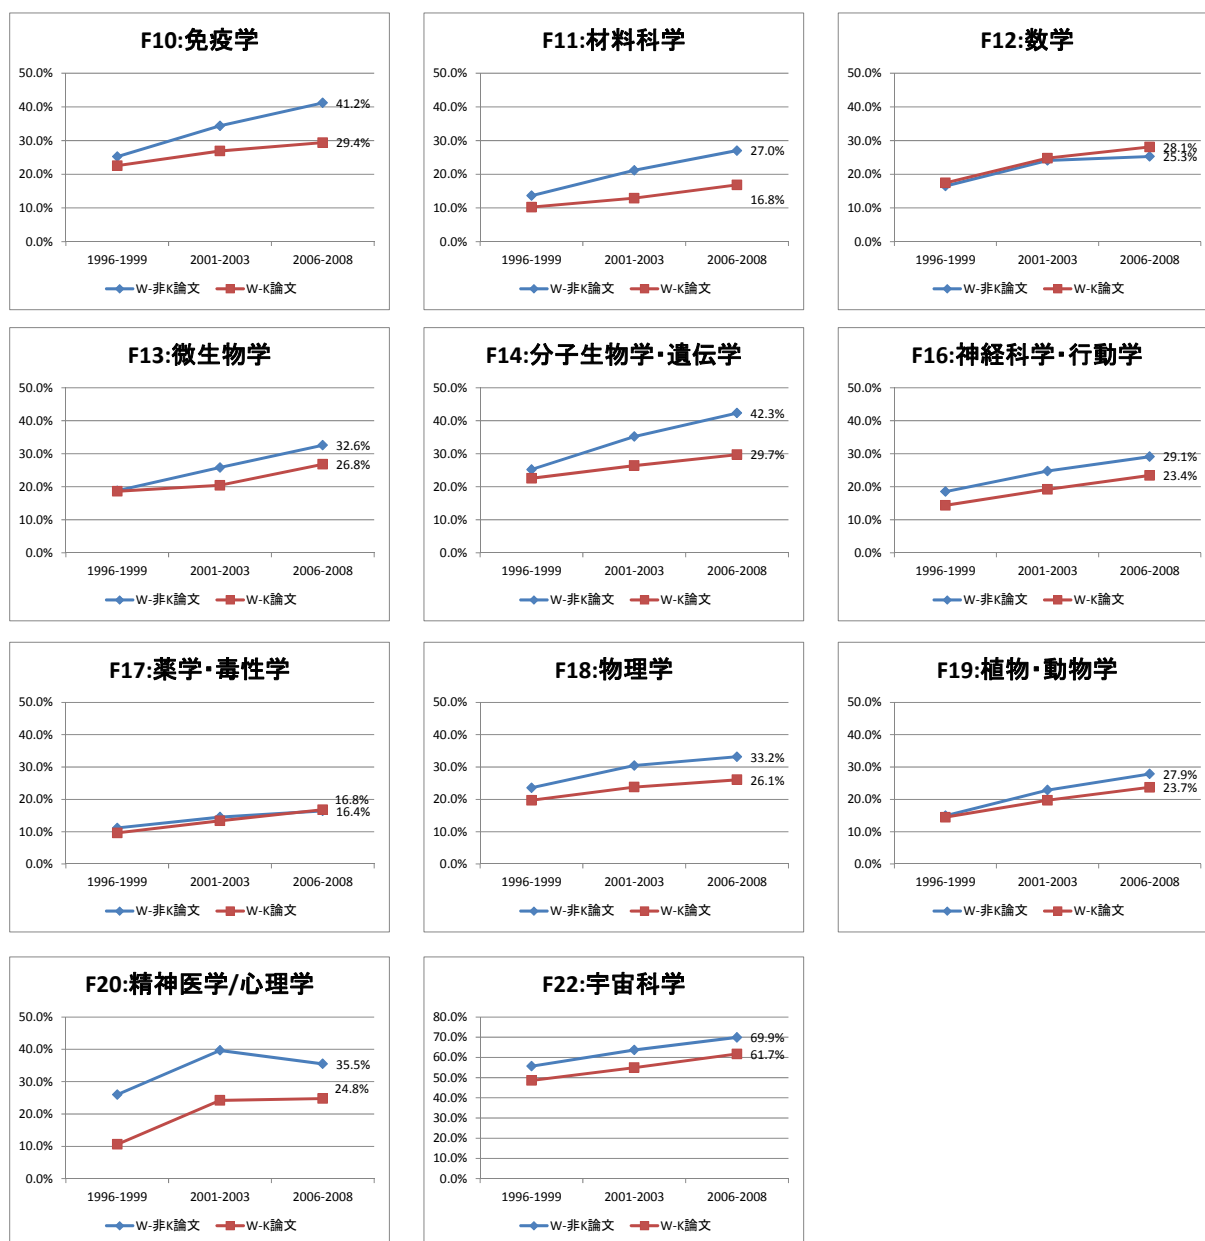 F10:免疫学
50.0%
40.0%
30.0%
20.0%
10.0%
0.0%
41.2%
29.4%
1996-1999 2001-2003 2006-2008
W-非K論文 W-K論文
F11:材料科学
50.0%
40.0%
30.0%
20.0%
10.0%
0.0%
27.0%
16.8%
1996-1999 2001-2003 2006-2008
W-非K論文 W-K論文
F12:数学
50.0%
40.0%
30.0%
20.0%
10.0%
0.0%
28.1%
25.3%
1996-1999 2001-2003 2006-2008
W-非K論文 W-K論文
F13:微生物学
50.0%
40.0%
30.0%
20.0%
10.0%
0.0%
32.6%
26.8%
1996-1999 2001-2003 2006-2008
W-非K論文 W-K論文
F14:分子生物学・遺伝学
50.0%
40.0%
30.0%
20.0%
10.0%
0.0%
42.3%
29.7%
1996-1999 2001-2003 2006-2008
W-非K論文 W-K論文
F16:神経科学・行動学
50.0%
40.0%
30.0%
20.0%
10.0%
0.0%
29.1%
23.4%
1996-1999 2001-2003 2006-2008
W-非K論文 W-K論文
F17:薬学・毒性学
50.0%
40.0%
30.0%
20.0%
10.0%
0.0%
16.8%
16.4%
1996-1999 2001-2003 2006-2008
W-非K論文 W-K論文
F18:物理学
50.0%
40.0%
30.0%
20.0%
10.0%
0.0%
33.2%
26.1%
1996-1999 2001-2003 2006-2008
W-非K論文 W-K論文
F19:植物・動物学
50.0%
40.0%
30.0%
20.0%
10.0%
0.0%
27.9%
23.7%
1996-1999 2001-2003 2006-2008
W-非K論文 W-K論文
F20:精神医学/心理学
50.0%
40.0%
30.0%
20.0%
10.0%
0.0%
35.5%
24.8%
1996-1999 2001-2003 2006-2008
W-非K論文 W-K論文
F22:宇宙科学
80.0%
70.0%
60.0%
50.0%
40.0%
30.0%
20.0%
10.0%
0.0%
69.9%
61.7%
1996-1999 2001-2003 2006-2008
W-非K論文 W-K論文